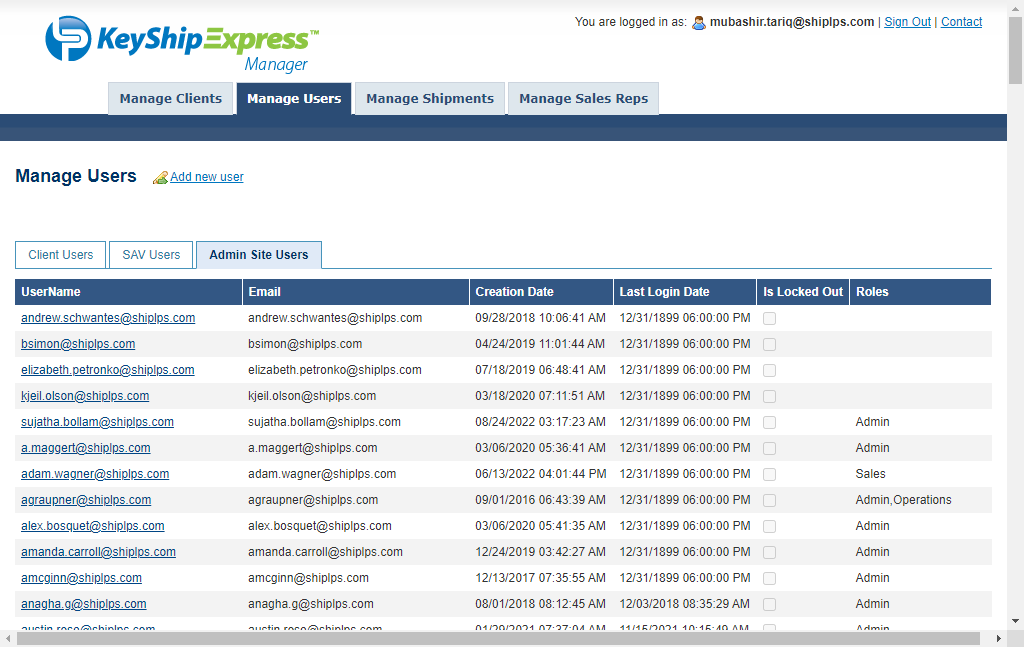 You are logged in as: mubashir.tariq@shiplps.com | Sign Out | Contact
KeyShipExpress™
Manager
Manage Clients Manage Users Manage Shipments Manage Sales Reps
Manage Users Add new user
Client Users SAV Users Admin Site Users
UserName Email Creation Date Last Login Date Is Locked Out Roles
andrew.schwantes@shiplps.com andrew.schwantes@shiplps.com 09/28/2018 10:06:41 AM 12/31/1899 06:00:00 PM
bsimon@shiplps.com bsimon@shiplps.com 04/24/2019 11:01:44 AM 12/31/1899 06:00:00 PM
elizabeth.petronko@shiplps.com elizabeth.petronko@shiplps.com 07/18/2019 06:48:41 AM 12/31/1899 06:00:00 PM
kjeil.olson@shiplps.com kjeil.olson@shiplps.com 03/18/2020 07:11:51 AM 12/31/1899 06:00:00 PM
sujatha.bollam@shiplps.com sujatha.bollam@shiplps.com 08/24/2022 03:17:23 AM 12/31/1899 06:00:00 PM Admin
a.maggert@shiplps.com a.maggert@shiplps.com 03/06/2020 05:36:41 AM 12/31/1899 06:00:00 PM Admin
adam.wagner@shiplps.com adam.wagner@shiplps.com 06/13/2022 04:01:44 PM 12/31/1899 06:00:00 PM Sales
agraupner@shiplps.com agraupner@shiplps.com 09/01/2016 06:43:39 AM 12/31/1899 06:00:00 PM Admin,Operations
alex.bosquet@shiplps.com alex.bosquet@shiplps.com 03/06/2020 05:41:35 AM 12/31/1899 06:00:00 PM Admin
amanda.carroll@shiplps.com amanda.carroll@shiplps.com 12/24/2019 03:42:27 AM 12/31/1899 06:00:00 PM Admin
amcginn@shiplps.com amcginn@shiplps.com 12/13/2017 07:35:55 AM 12/31/1899 06:00:00 PM Admin
anagha.g@shiplps.com anagha.g@shiplps.com 08/01/2018 08:12:45 AM 12/03/2018 08:35:29 AM Admin
austin.rose@shiplps.com austin.rose@shiplps.com 01/29/2021 07:37:04 AM 11/15/2021 10:15:49 AM Admin